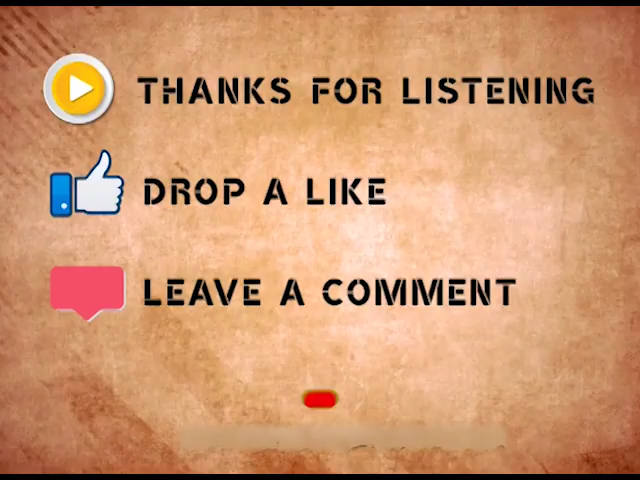 THANKS FOR LISTENING
DROP A LIKE
LEAVE A COMMENT